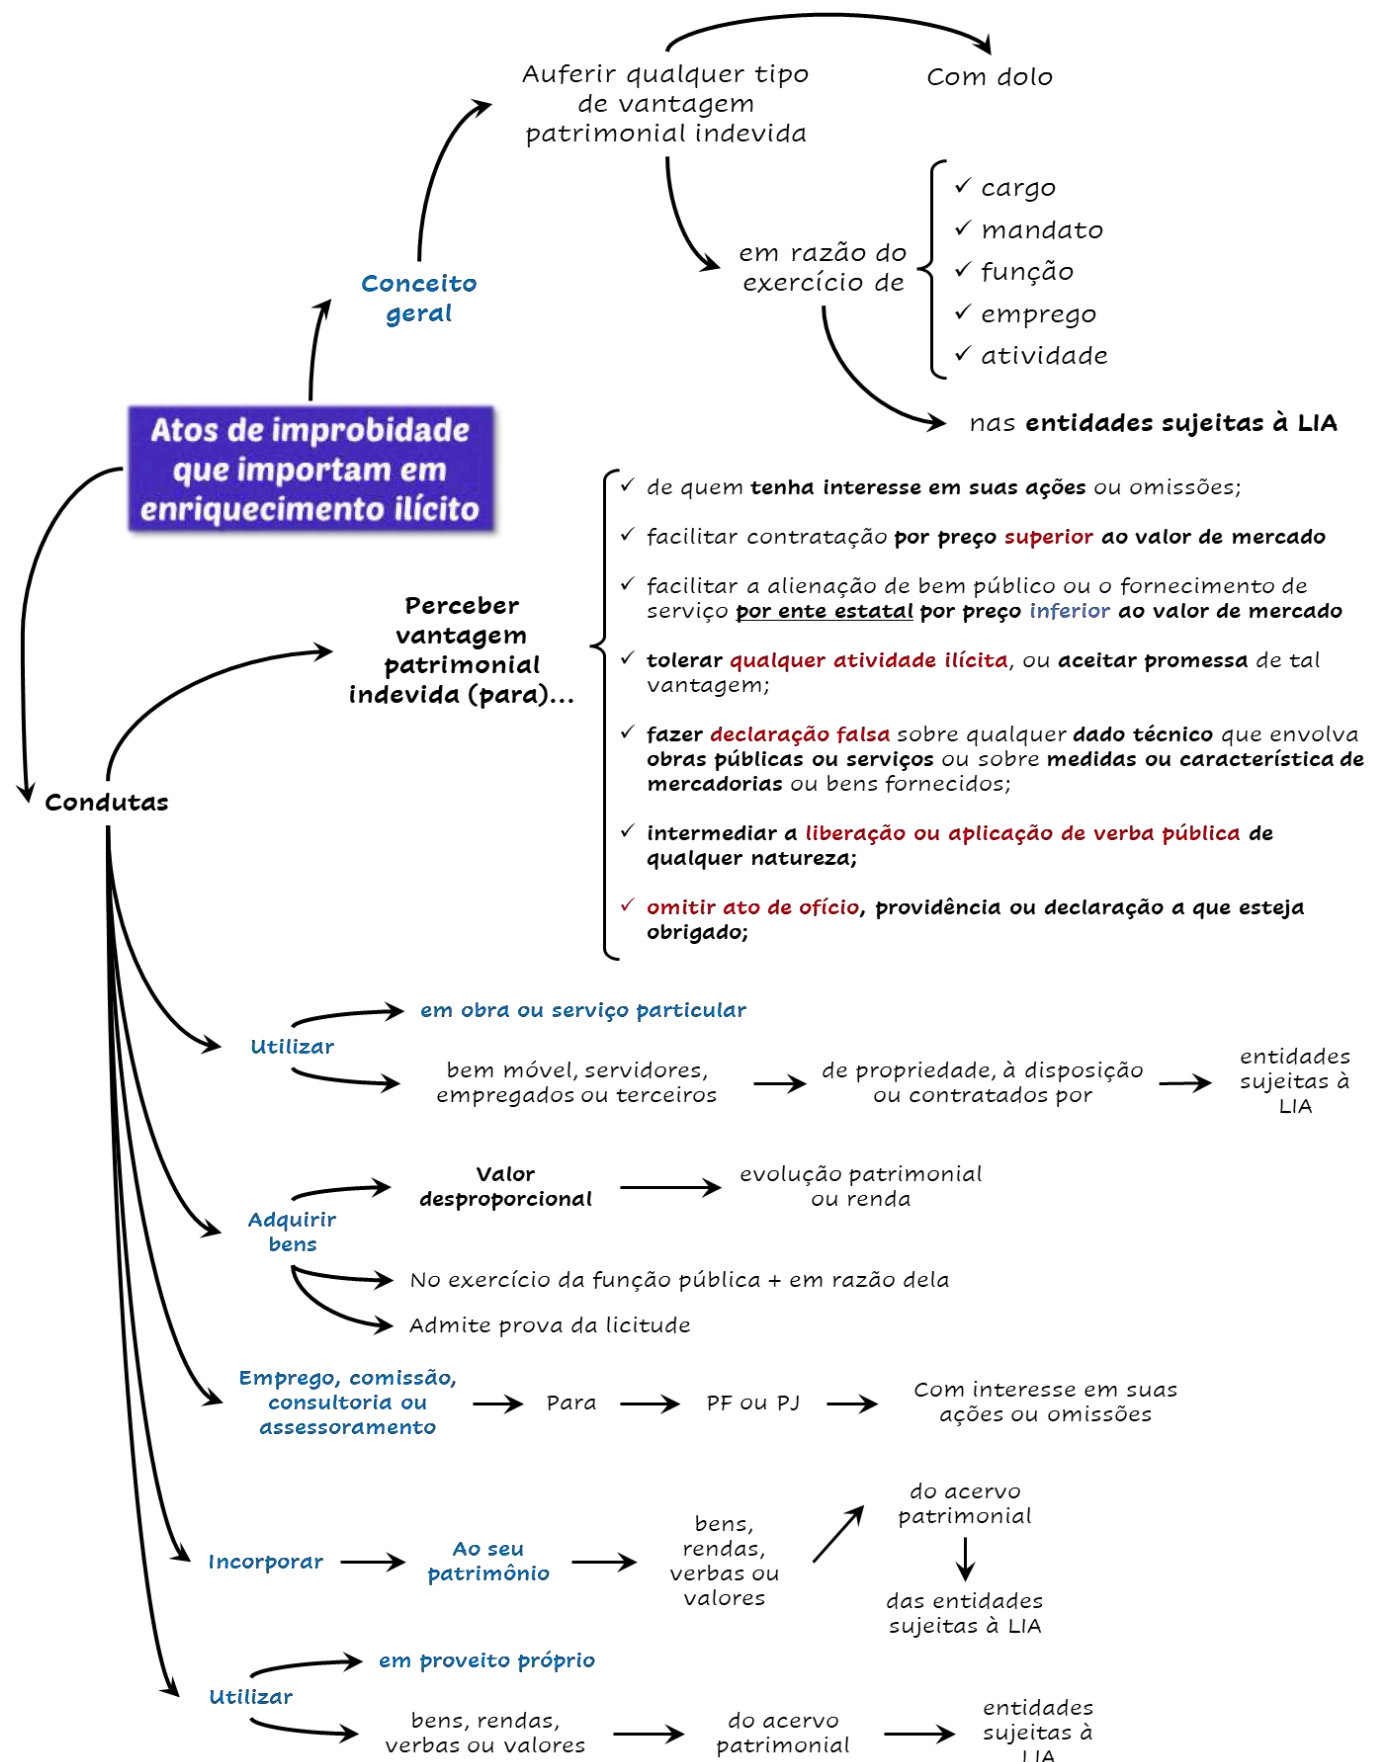 Auferir qualquer tipo
de vantagem
patrimonial indevida
Com dolo
✓ cargo
✓ mandato
✓ função
✓ emprego
✓ atividade
em razão do
exercício de
Conceito
geral
nas entidades sujeitas à LIA
Atos de improbidade
que importam em
enriquecimento ilícito
Condutas
Perceber
vantagem
patrimonial
indevida (para)...
✓ de quem tenha interesse em suas ações ou omissões;
✓ facilitar contratação por preço superior ao valor de mercado
✓ facilitar a alienação de bem público ou o fornecimento de
serviço por ente estatal por preço inferior ao valor de mercado
✓ tolerar qualquer atividade ilícita, ou aceitar promessa de tal
vantagem;
✓ fazer declaração falsa sobre qualquer dado técnico que envolva
obras públicas ou serviços ou sobre medidas ou característica de
mercadorias ou bens fornecidos;
✓ intermediar a liberação ou aplicação de verba pública de
qualquer natureza;
✓ omitir ato de ofício, providência ou declaração a que esteja
obrigado;
Utilizar
em obra ou serviço particular
bem móvel, servidores,
empregados ou terceiros
de propriedade, à disposição
ou contratados por
entidades
sujeitas à
LIA
Adquirir
bens
Valor
desproporcional
evolução patrimonial
ou renda
No exercício da função pública + em razão dela
Admite prova da licitude
Emprego, comissão,
consultoria ou
assessoramento
Para
PF ou PJ
Com interesse em suas
ações ou omissões
Incorporar
Ao seu
patrimônio
bens,
rendas,
verbas ou
valores
do acervo
patrimonial
das entidades
sujeitas à LIA
Utilizar
em proveito próprio
bens, rendas,
verbas ou valores
do acervo
patrimonial
entidades
sujeitas à
LIA